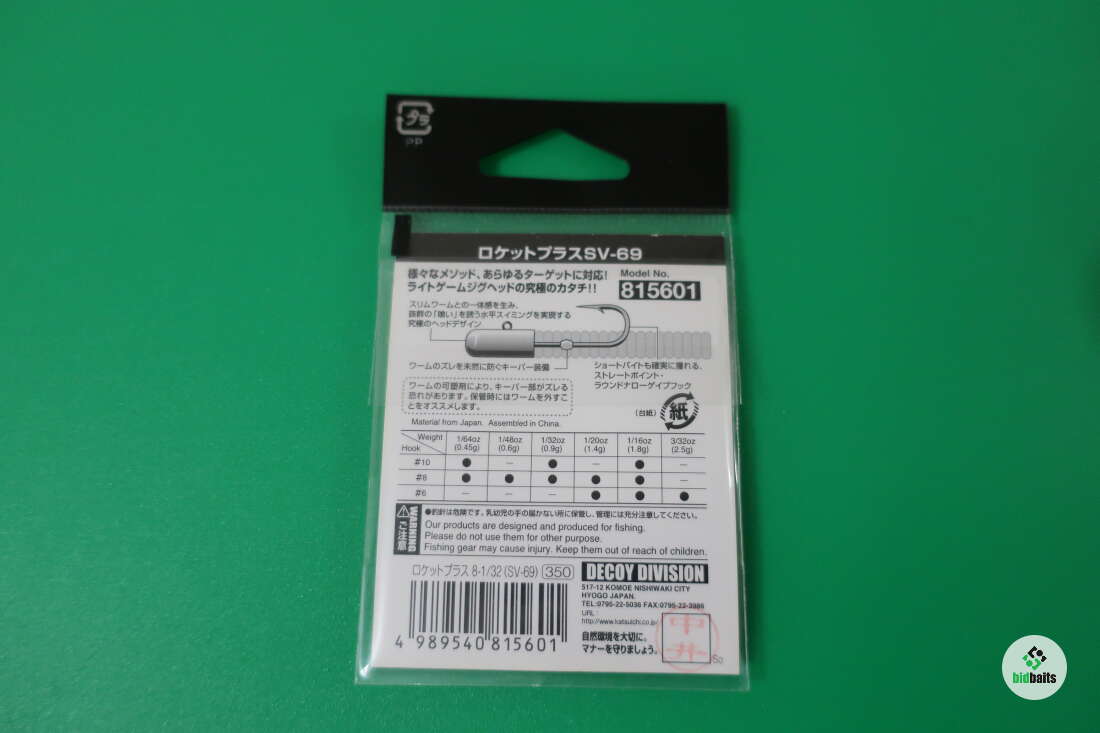 プラ
PP
ロケットプラスSV-69
様々なメソッド、あらゆるターゲットに対応!
ライトゲームジグヘッドの究極のカタチ!!
Model No.
815601
スリムワームとの一体感を生み、
抜群の「喰い」を誘う水平スイミングを実現する
究極のヘッドデザイン
ワームのズレを未然に防ぐキーパー装備
ショートバイトも確実に獲れる、
ストレートポイント・
ラウンドナローゲイプフック
ワームの可塑剤により、キーパー部がズレる
恐れがあります。保管時にはワームを外すこ
とをオススメします。
(台紙) 紙
Material from Japan. Assembled in China.
Weight 1/64oz 1/48oz 1/32oz 1/20oz 1/16oz 3/32oz
Hook (0.45g) (0.6g) (0.9g) (1.4g) (1.8g) (2.5g)
#10 ● — ● — ● —
#8 ● ● ● ● ● —
#6 — — — ● ● ●
WARNING
ご注意
●釣針は危険です。乳幼児の手の届かない所に保管し、管理には充分注意してください。
Our products are designed and produced for fishing.
Please do not use them for other purpose.
Fishing gear may cause injury. Keep them out of reach of children.
ロケットプラス 8-1/32 (SV-69) 350
4 989540 815601
DECOY DIVISION
517-12 KOMOE NISHIWAKI CITY
HYOGO JAPAN.
TEL:0795-22-5036 FAX:0795-22-3986
URL:
http://www.katsuichi.co.jp/
自然環境を大切に。
マナーを守りましょう。
中井
bidbaits